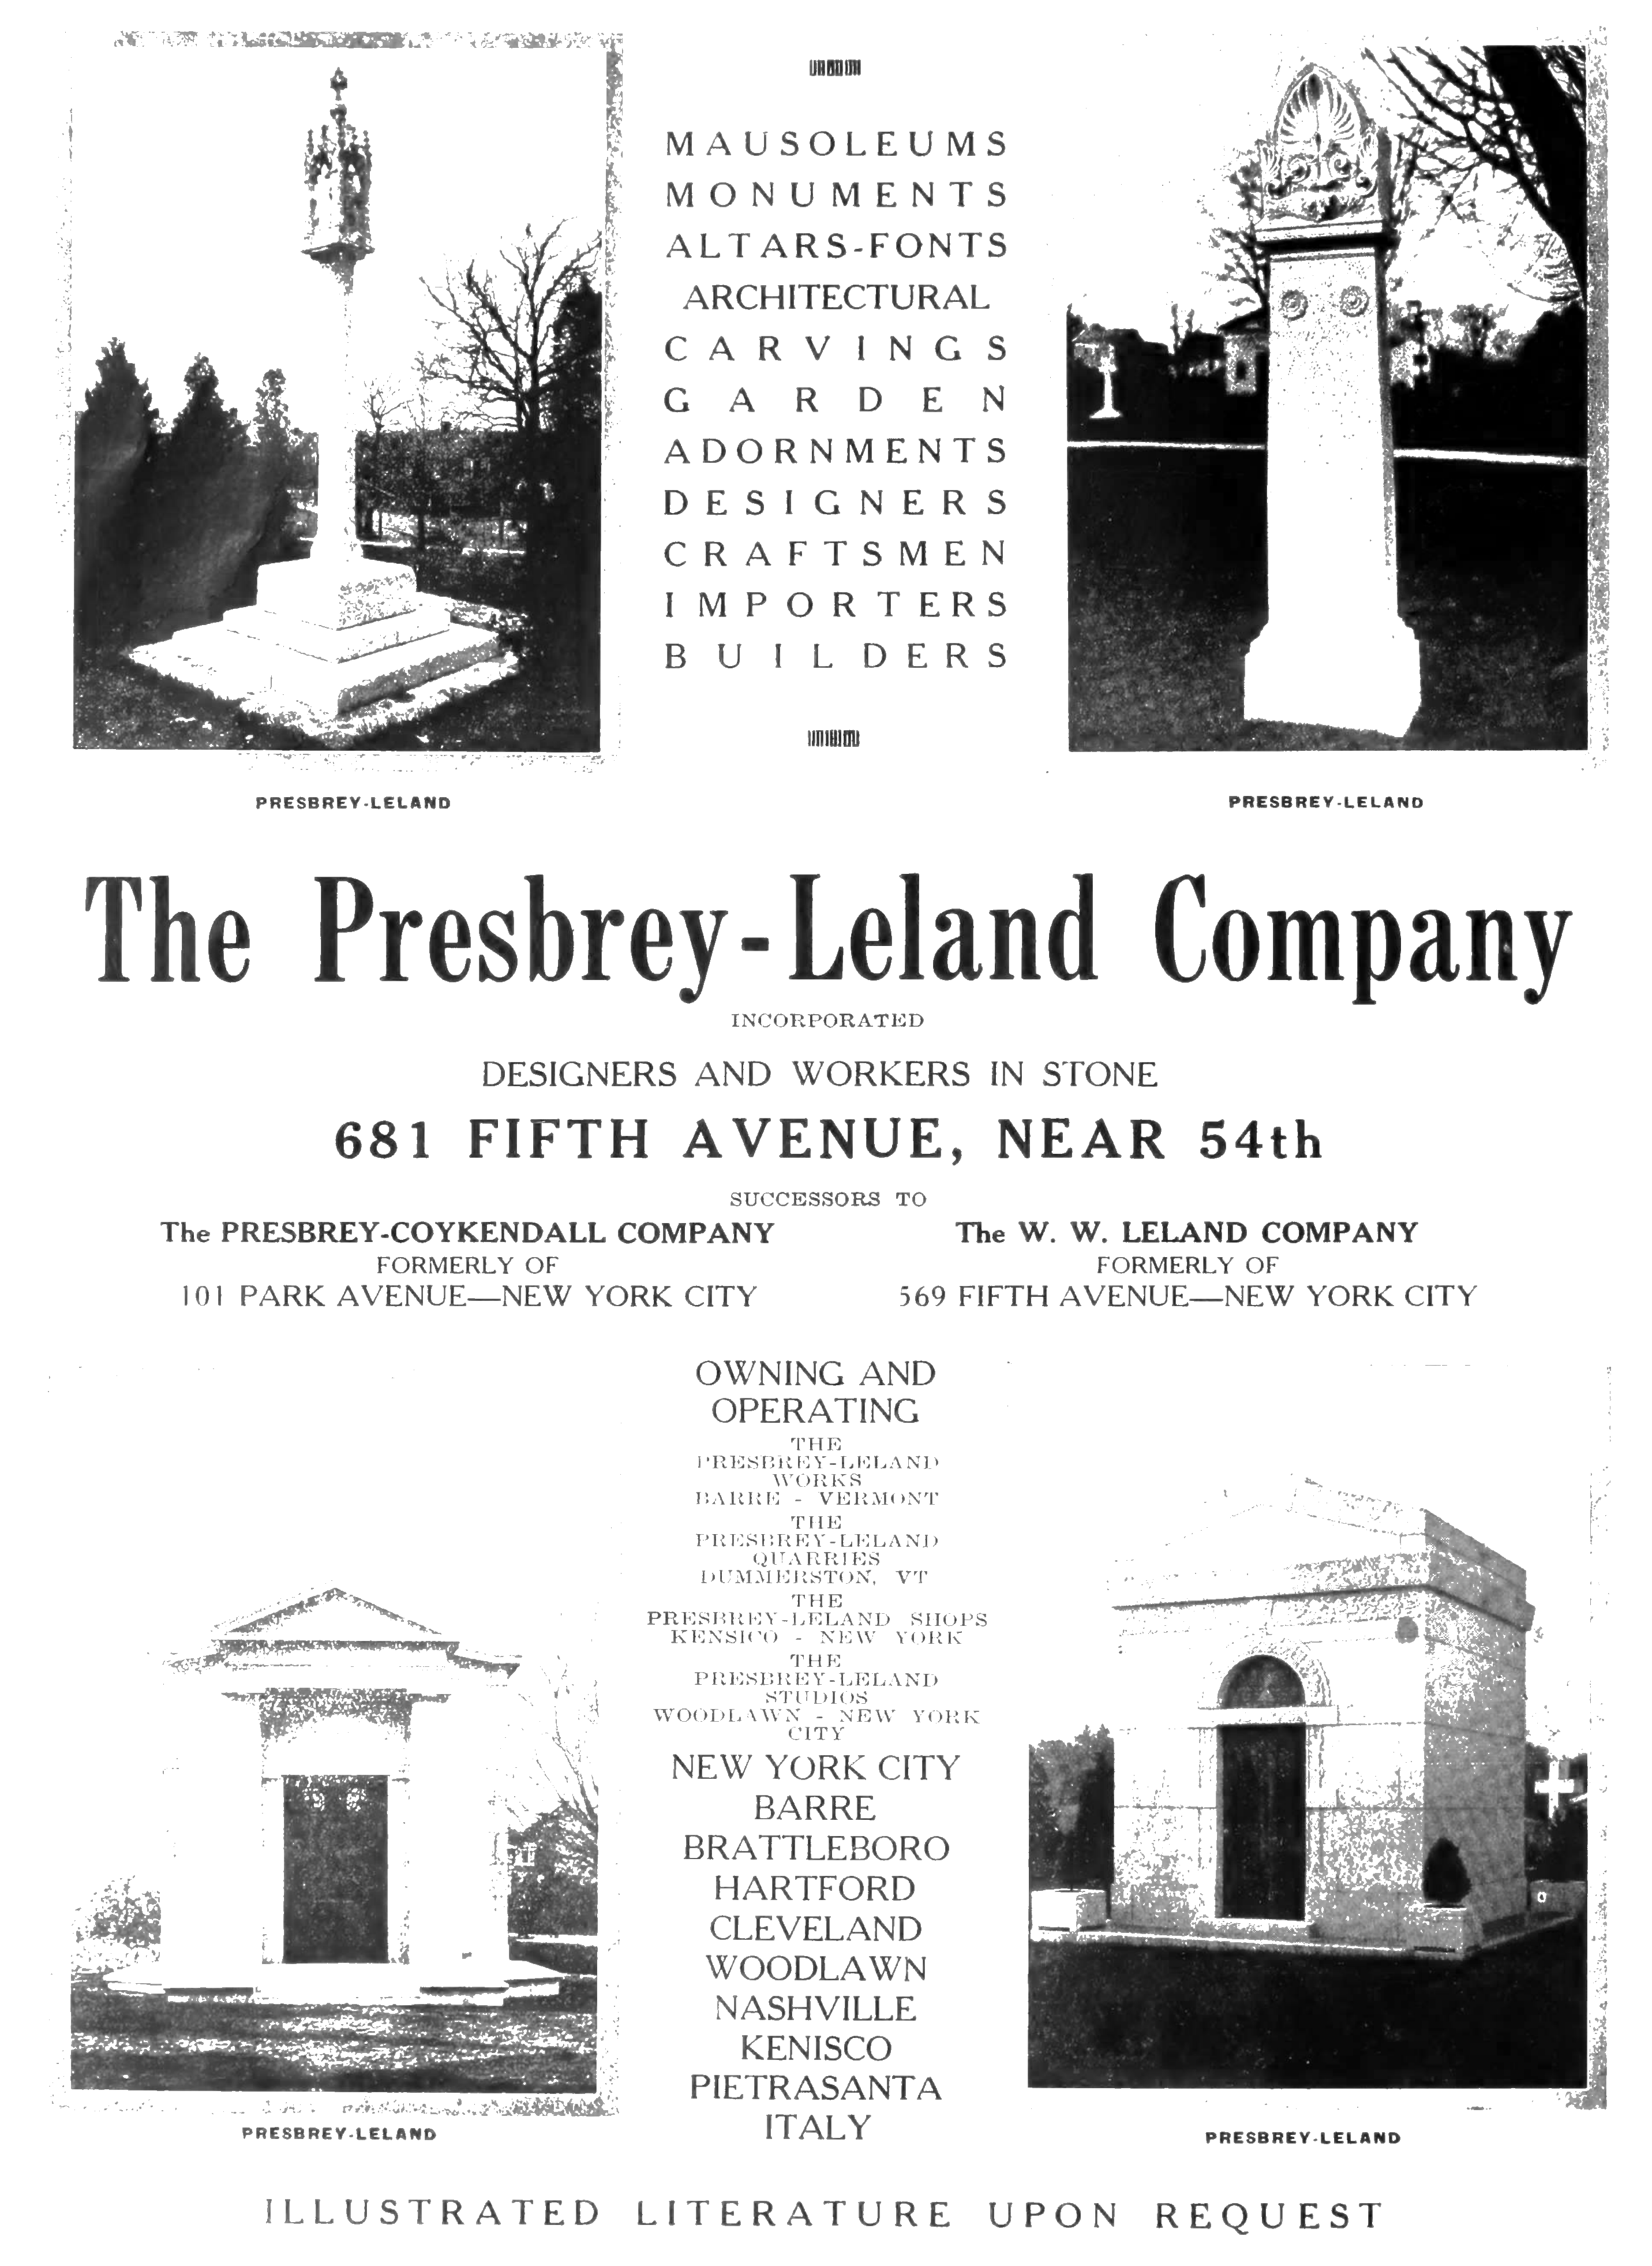 MAUSOLEUMS
MONUMENTS
ALTARS-FONTS
ARCHITECTURAL
CARVINGS
GARDEN
ADORNMENTS
DESIGNERS
CRAFTSMEN
IMPORTERS
BUILDERS
PRESBREY-LELAND
PRESBREY-LELAND
The Presbrey-Leland Company
INCORPORATED
DESIGNERS AND WORKERS IN STONE
681 FIFTH AVENUE, NEAR 54th
SUCCESSORS TO
The PRESBREY-COYKENDALL COMPANY
FORMERLY OF
101 PARK AVENUE—NEW YORK CITY
The W. W. LELAND COMPANY
FORMERLY OF
569 FIFTH AVENUE—NEW YORK CITY
OWNING AND
OPERATING
THE
PRESBREY-LELAND
WORKS
BARRE - VERMONT
THE
PRESBREY-LELAND
QUARRIES
DUMMERSTON, VT
THE
PRESBREY-LELAND SHOPS
KENSICO - NEW YORK
THE
PRESBREY-LELAND
STUDIOS
WOODLAWN - NEW YORK
CITY
NEW YORK CITY
BARRE
BRATTLEBORO
HARTFORD
CLEVELAND
WOODLAWN
NASHVILLE
KENISCO
PIETRASANTA
ITALY
PRESBREY-LELAND
PRESBREY-LELAND
ILLUSTRATED LITERATURE UPON REQUEST